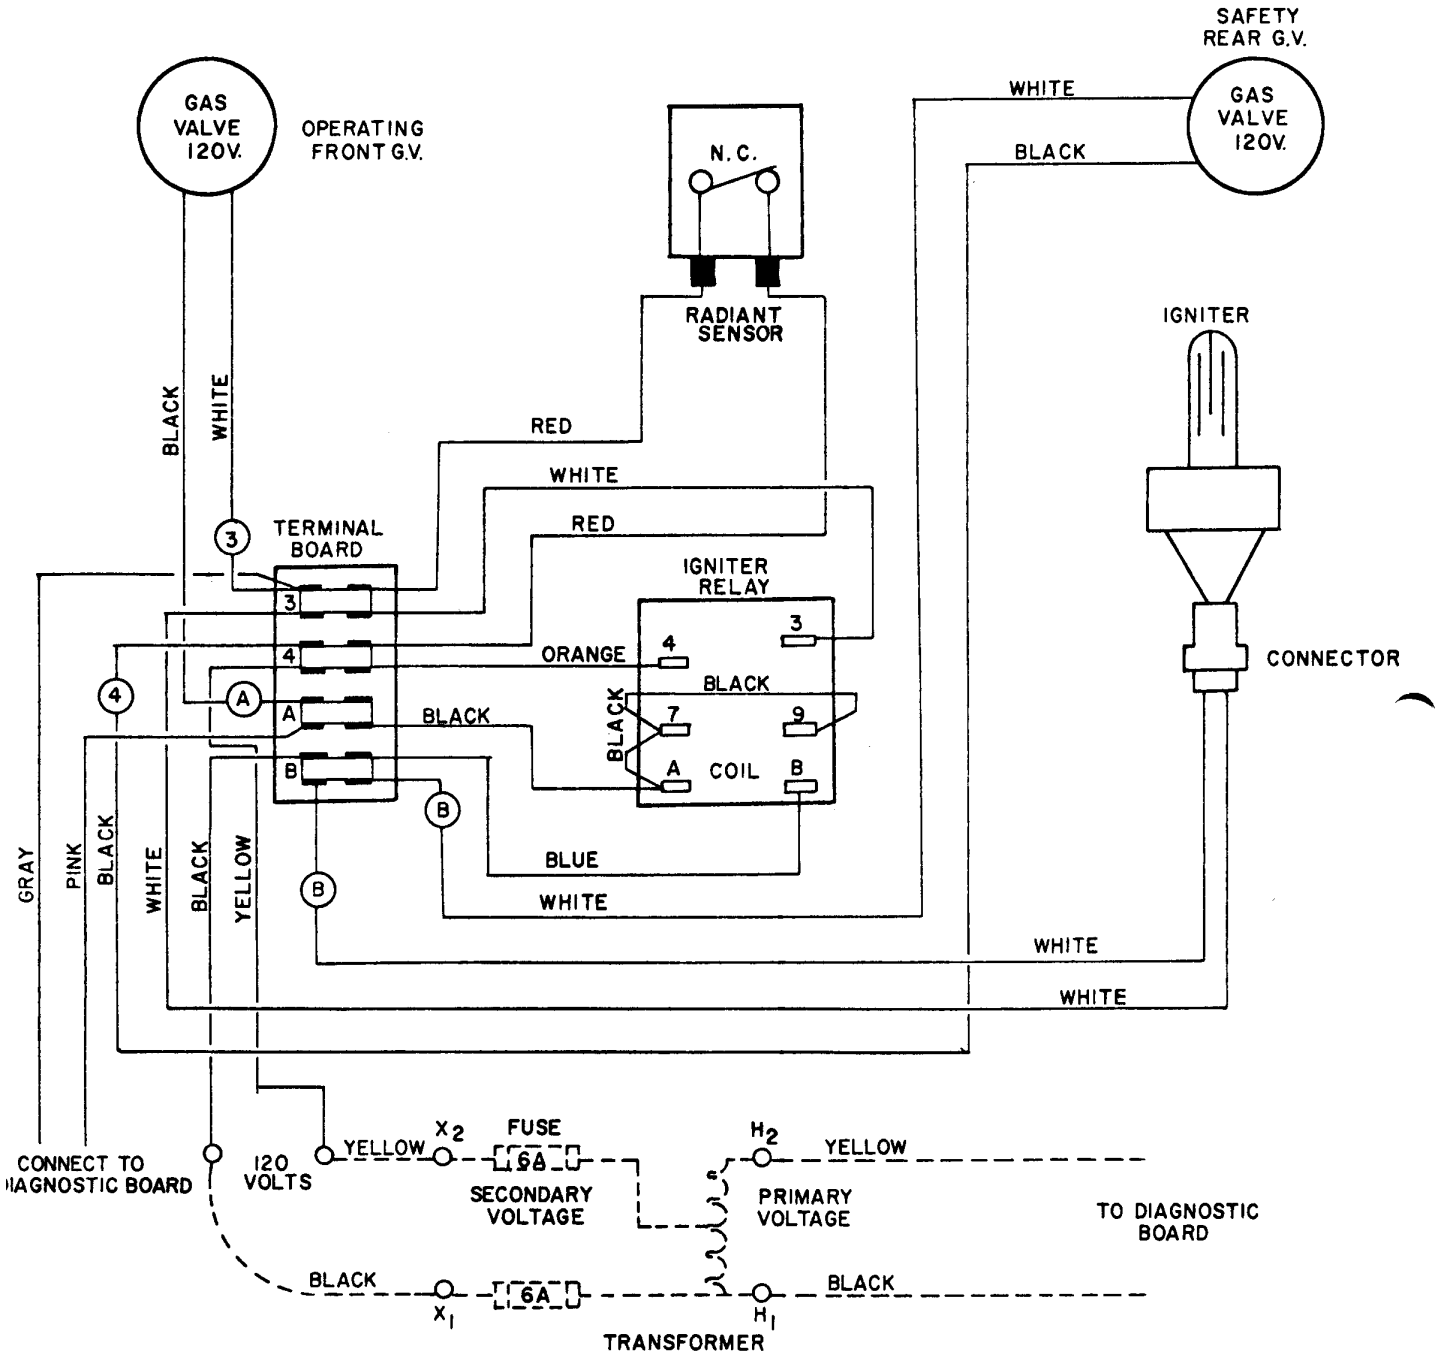 SAFETY
REAR G.V.
GAS
VALVE
120V.
OPERATING
FRONT G.V.
N.C.
WHITE
BLACK
GAS
VALVE
120V.
RADIANT
SENSOR
IGNITER
BLACK
WHITE
RED
WHITE
RED
3
TERMINAL
BOARD
IGNITER
RELAY
3
4
A
B
4
A
ORANGE
BLACK
4
3
BLACK
BLACK
7
9
A
COIL
B
CONNECTOR
B
B
BLUE
WHITE
WHITE
WHITE
GRAY
PINK
BLACK
WHITE
BLACK
YELLOW
CONNECT TO
DIAGNOSTIC BOARD
120
VOLTS
YELLOW
X2
FUSE
6A
H2
YELLOW
SECONDARY
VOLTAGE
PRIMARY
VOLTAGE
TO DIAGNOSTIC
BOARD
BLACK
X1
6A
H1
BLACK
TRANSFORMER